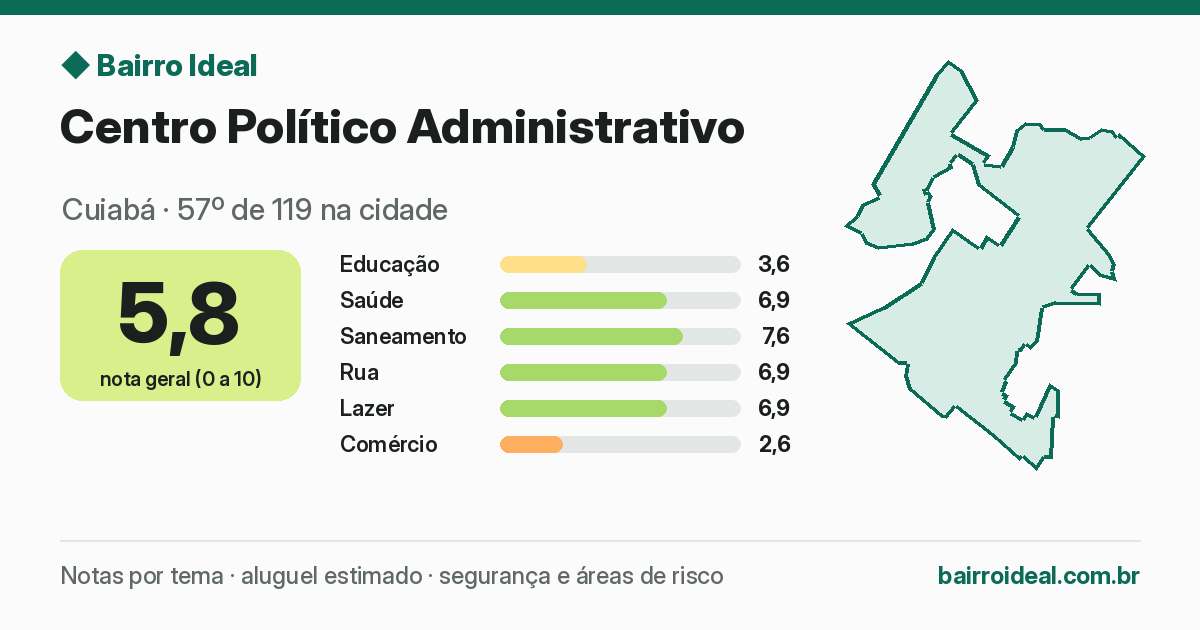 Bairro Ideal
Centro Político Administrativo
Cuiabá · 57º de 119 na cidade
5,8
nota geral (0 a 10)
Educação 3,6
Saúde 6,9
Saneamento 7,6
Rua 6,9
Lazer 6,9
Comércio 2,6
Notas por tema · aluguel estimado · segurança e áreas de risco
bairroideal.com.br